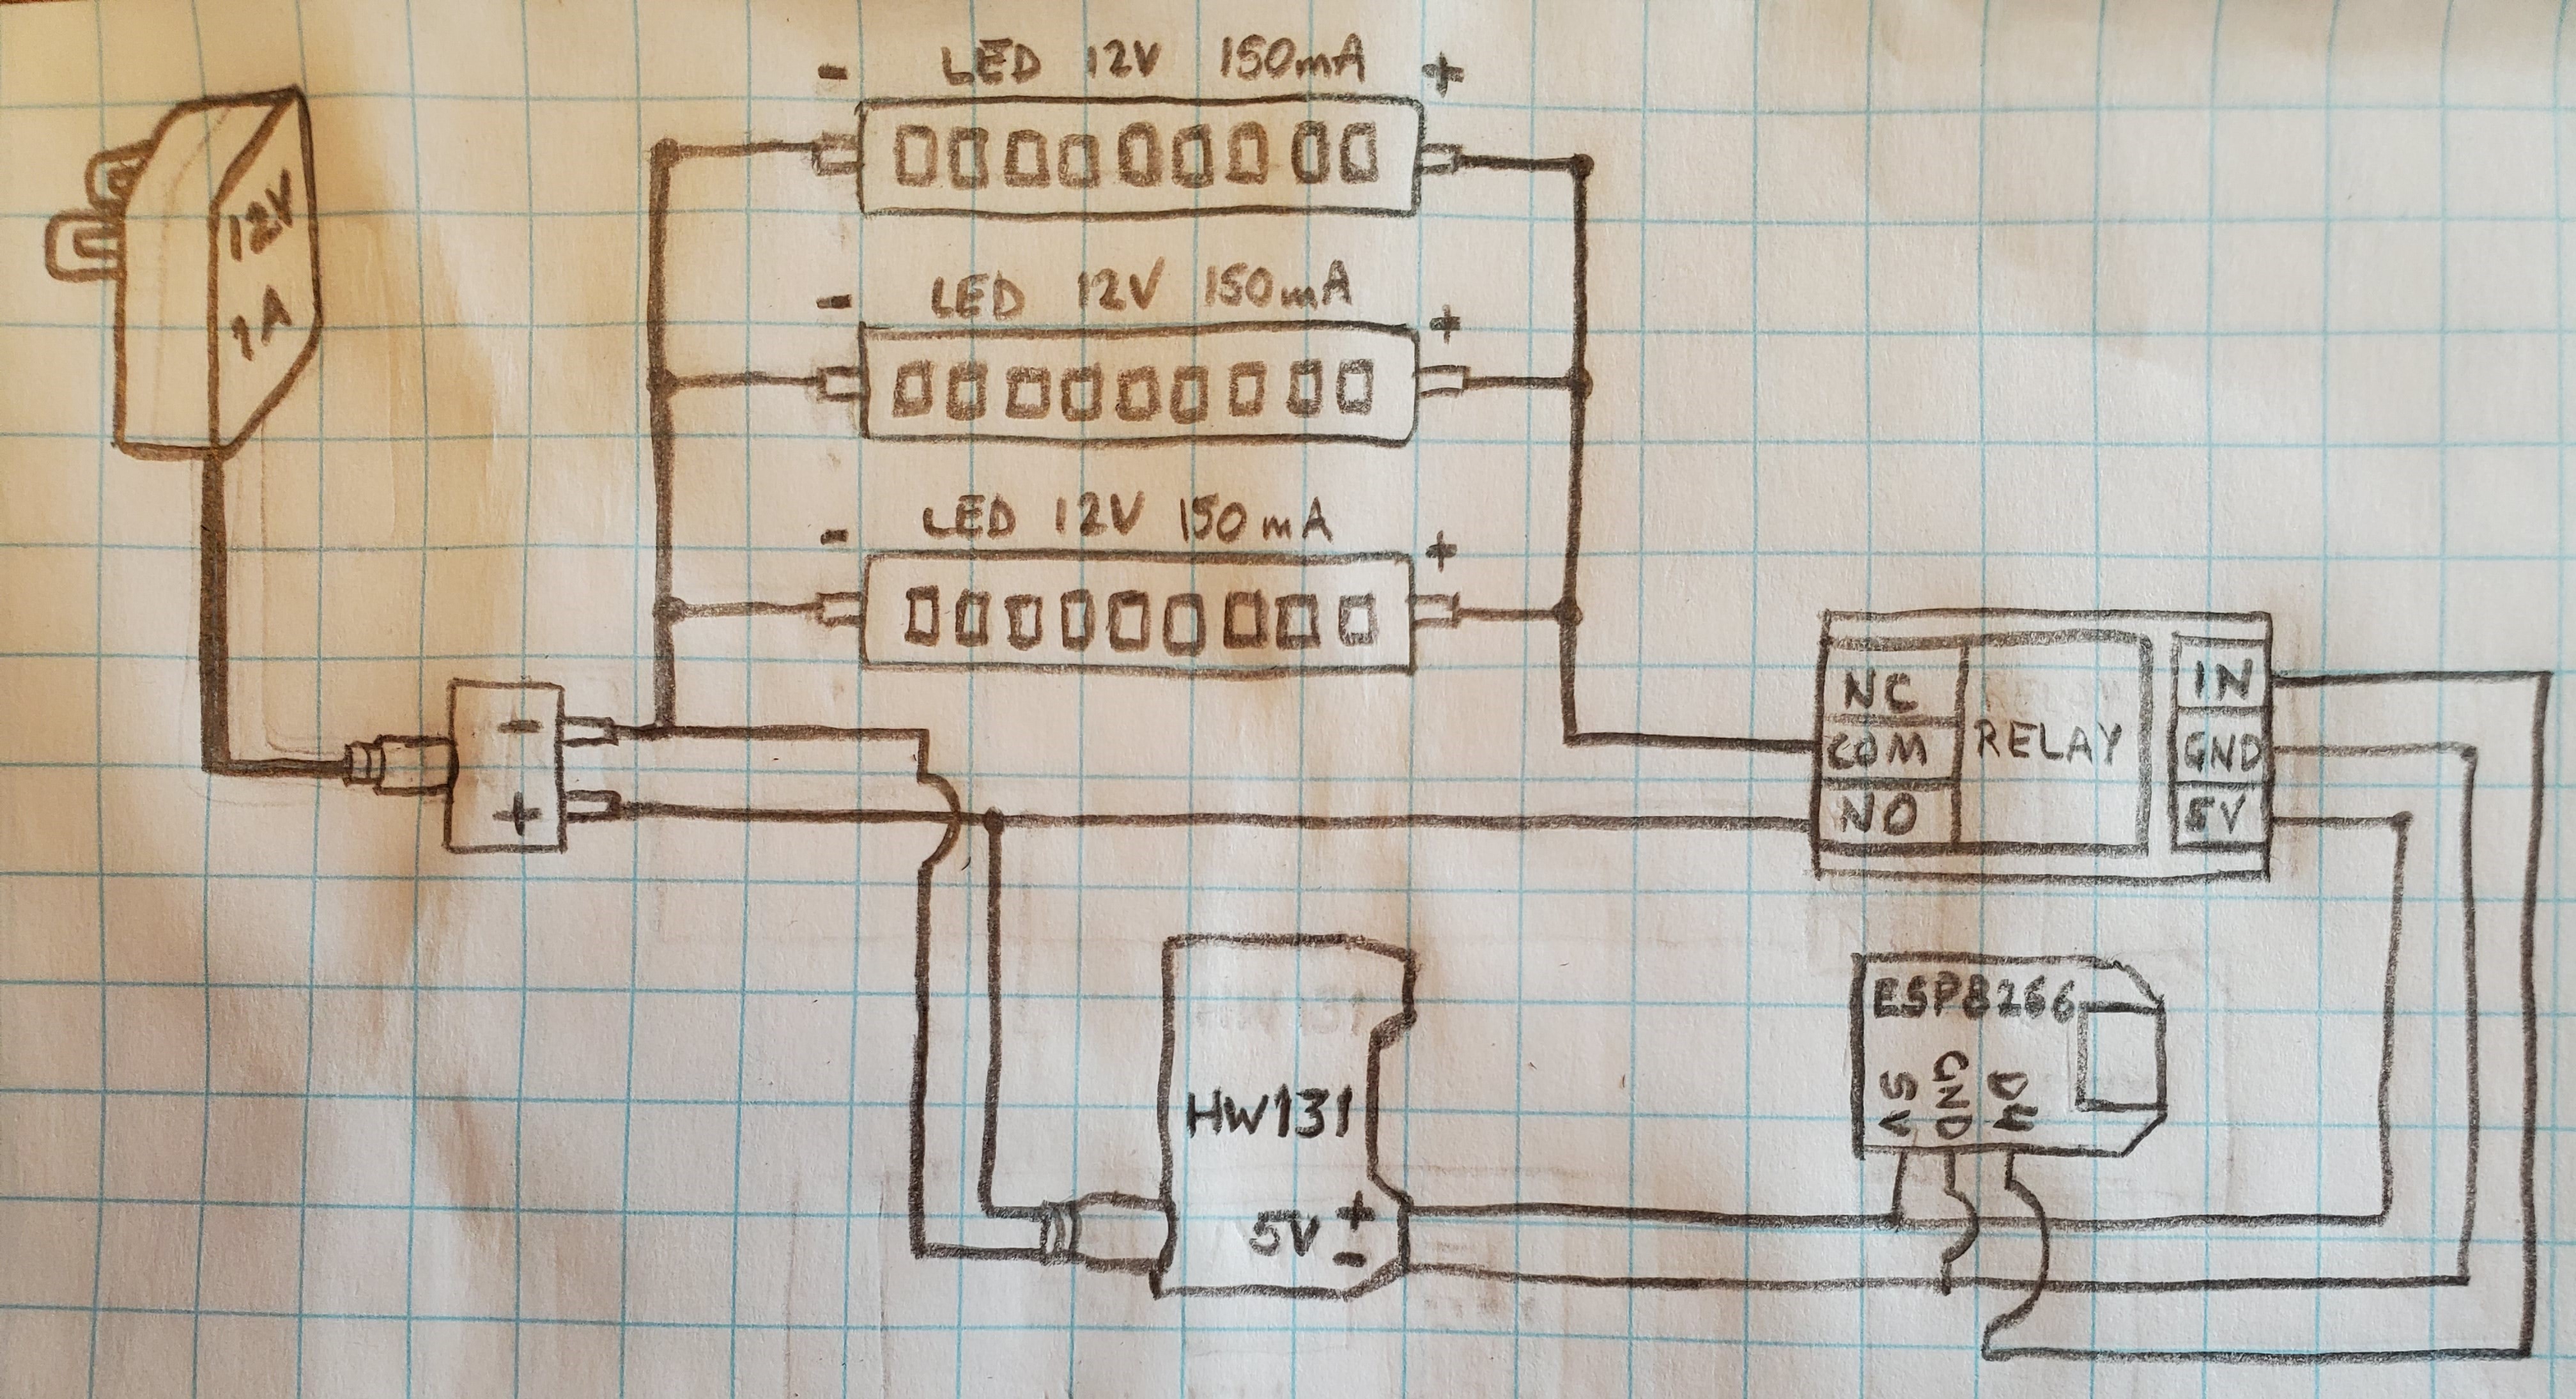 12V
1A
- LED 12V 150mA +
- LED 12V 150mA +
- LED 12V 150mA +
-
+
NC
COM
NO
RELAY
IN
GND
5V
HW131
5V +
-
ESP8266
5V
GND
D4